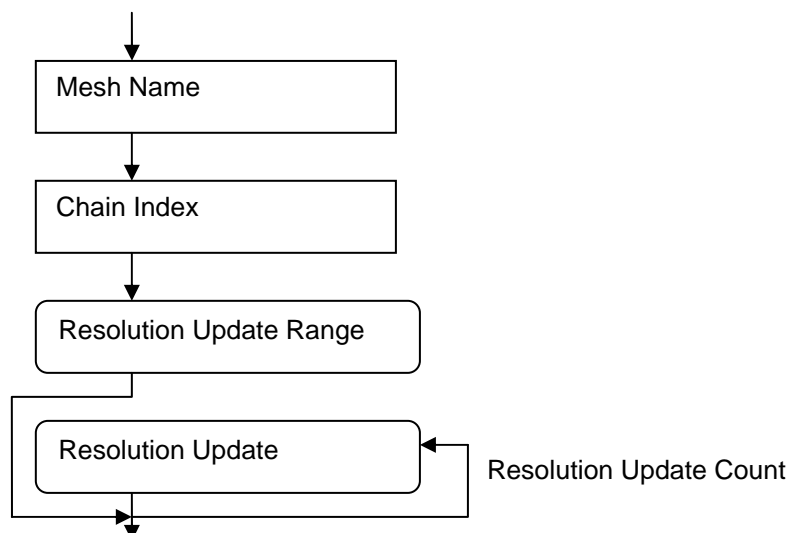 Mesh Name
Chain Index
Resolution Update Range
Resolution Update
Resolution Update Count